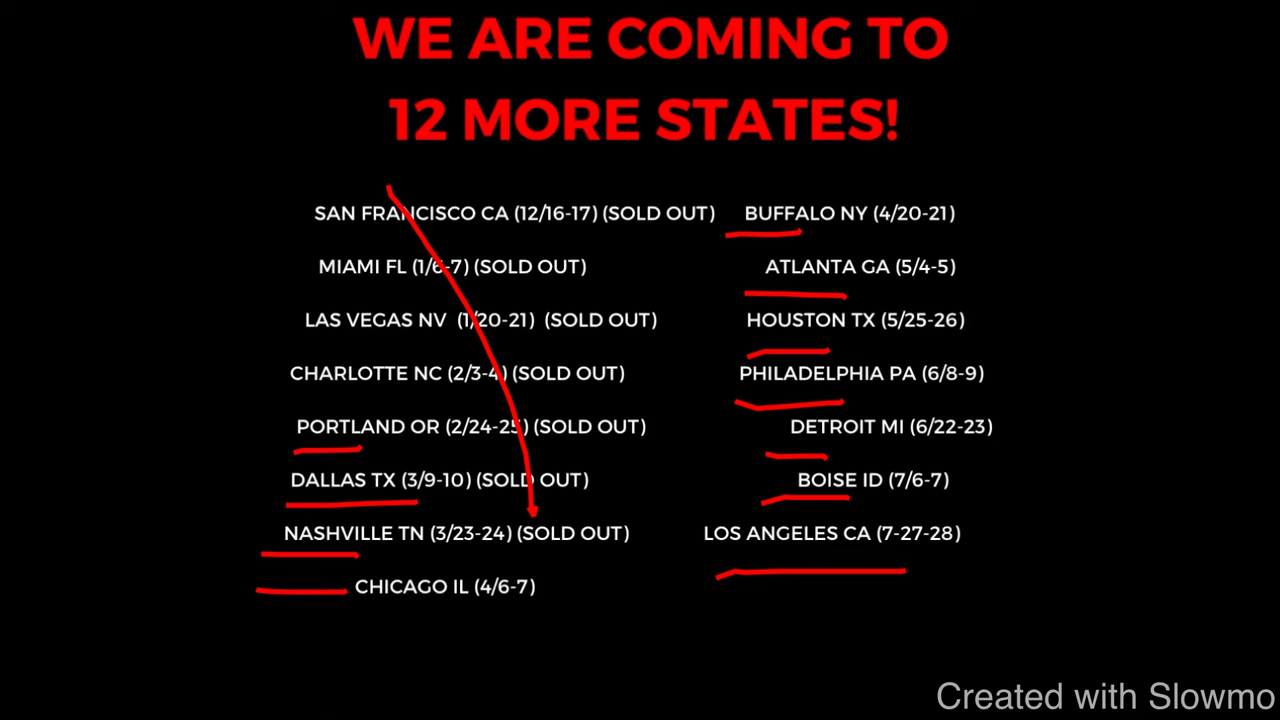 WE ARE COMING TO
12 MORE STATES!
SAN FRANCISCO CA (12/16-17) (SOLD OUT)
MIAMI FL (1/6-7) (SOLD OUT)
LAS VEGAS NV (1/20-21) (SOLD OUT)
CHARLOTTE NC (2/3-4) (SOLD OUT)
PORTLAND OR (2/24-25) (SOLD OUT)
DALLAS TX (3/9-10) (SOLD OUT)
NASHVILLE TN (3/23-24) (SOLD OUT)
CHICAGO IL (4/6-7)
BUFFALO NY (4/20-21)
ATLANTA GA (5/4-5)
HOUSTON TX (5/25-26)
PHILADELPHIA PA (6/8-9)
DETROIT MI (6/22-23)
BOISE ID (7/6-7)
LOS ANGELES CA (7-27-28)
Created with Slowmo